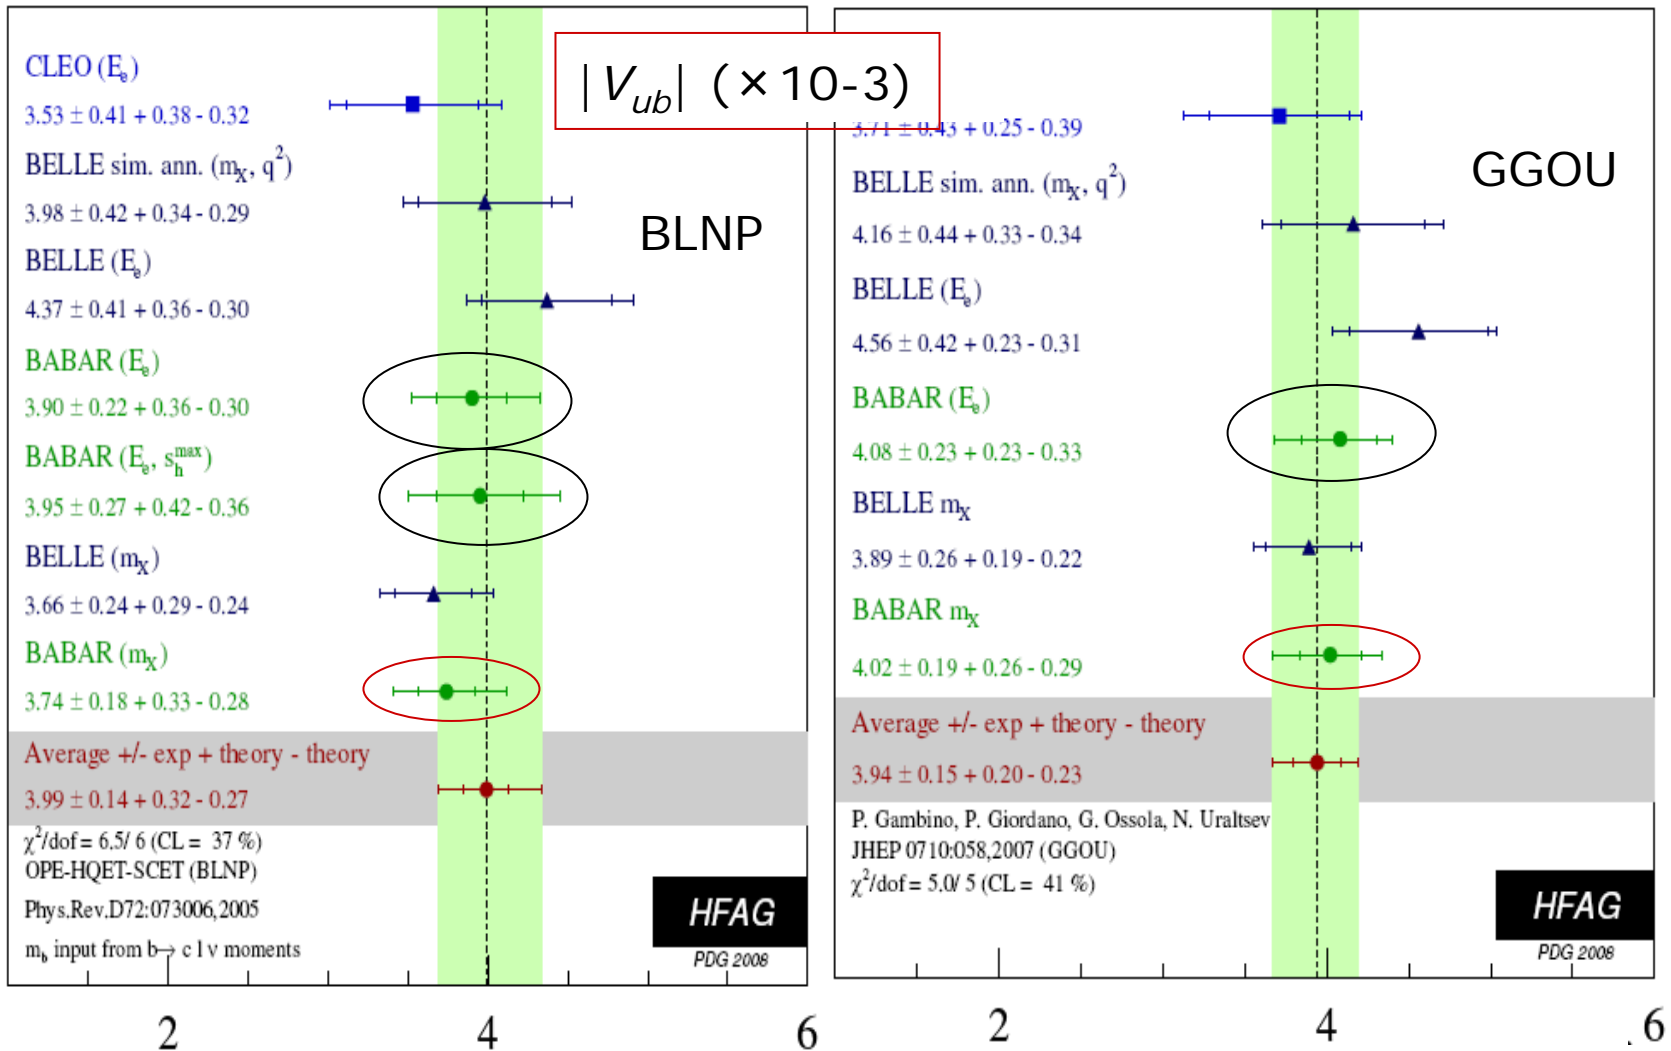 |Vub| (×10-3)
CLEO (Ee)
3.53 ± 0.41 + 0.38 - 0.32
BELLE sim. ann. (mX, q2)
3.98 ± 0.42 + 0.34 - 0.29
BLNP
BELLE (Ee)
4.37 ± 0.41 + 0.36 - 0.30
BABAR (Ee)
3.90 ± 0.22 + 0.36 - 0.30
BABAR (Ee, shmax)
3.95 ± 0.27 + 0.42 - 0.36
BELLE (mX)
3.66 ± 0.24 + 0.29 - 0.24
BABAR (mX)
3.74 ± 0.18 + 0.33 - 0.28
Average +/- exp + theory - theory
3.99 ± 0.14 + 0.32 - 0.27
χ2/dof = 6.5/ 6 (CL = 37 %)
OPE-HQET-SCET (BLNP)
Phys.Rev.D72:073006,2005
mb input from b→ c l ν moments
HFAG
PDG 2008
2 4 6
3.71 ± 0.43 + 0.25 - 0.39
GGOU
BELLE sim. ann. (mX, q2)
4.16 ± 0.44 + 0.33 - 0.34
BELLE (Ee)
4.56 ± 0.42 + 0.23 - 0.31
BABAR (Ee)
4.08 ± 0.23 + 0.23 - 0.33
BELLE mX
3.89 ± 0.26 + 0.19 - 0.22
BABAR mX
4.02 ± 0.19 + 0.26 - 0.29
Average +/- exp + theory - theory
3.94 ± 0.15 + 0.20 - 0.23
P. Gambino, P. Giordano, G. Ossola, N. Uraltsev
JHEP 0710:058,2007 (GGOU)
χ2/dof = 5.0/ 5 (CL = 41 %)
HFAG
PDG 2008
2 4 6